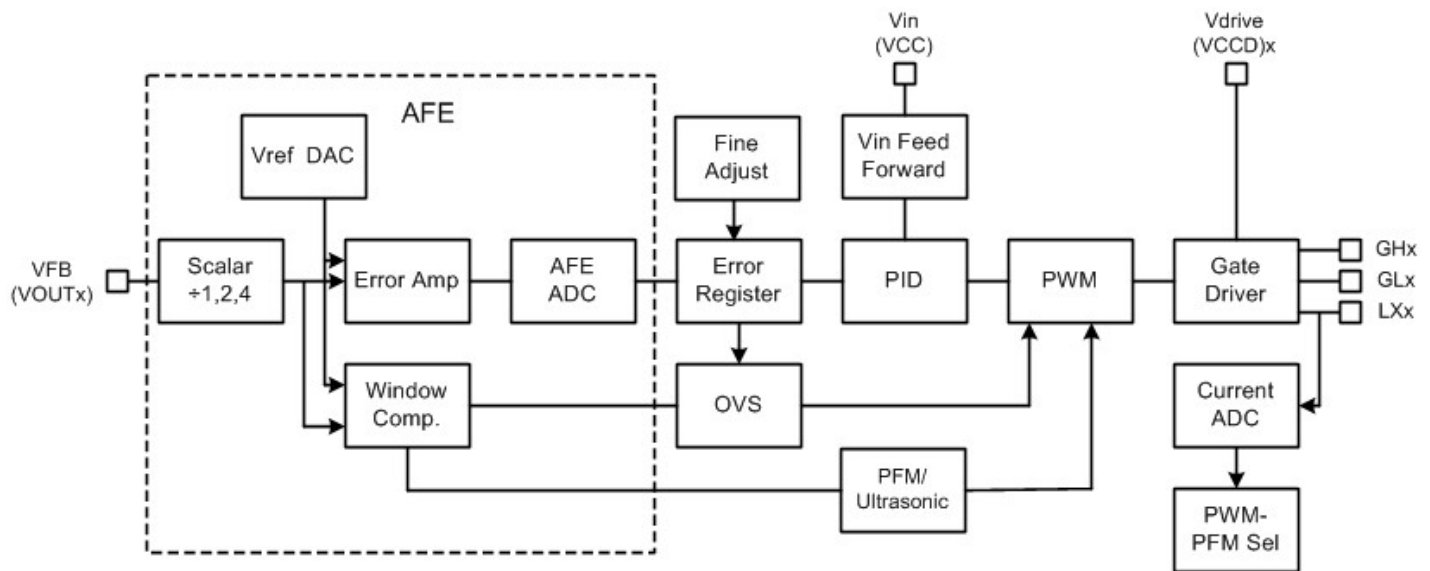 Vin
(VCC)
Vdrive
(VCCD)x
AFE
Vref DAC
Fine
Adjust
Vin Feed
Forward
VFB
(VOUTx)
Scalar
÷1,2,4
Error Amp
AFE
ADC
Error
Register
PID
PWM
Gate
Driver
GHx
GLx
LXx
Window
Comp.
OVS
Current
ADC
PFM/
Ultrasonic
PWM-
PFM Sel